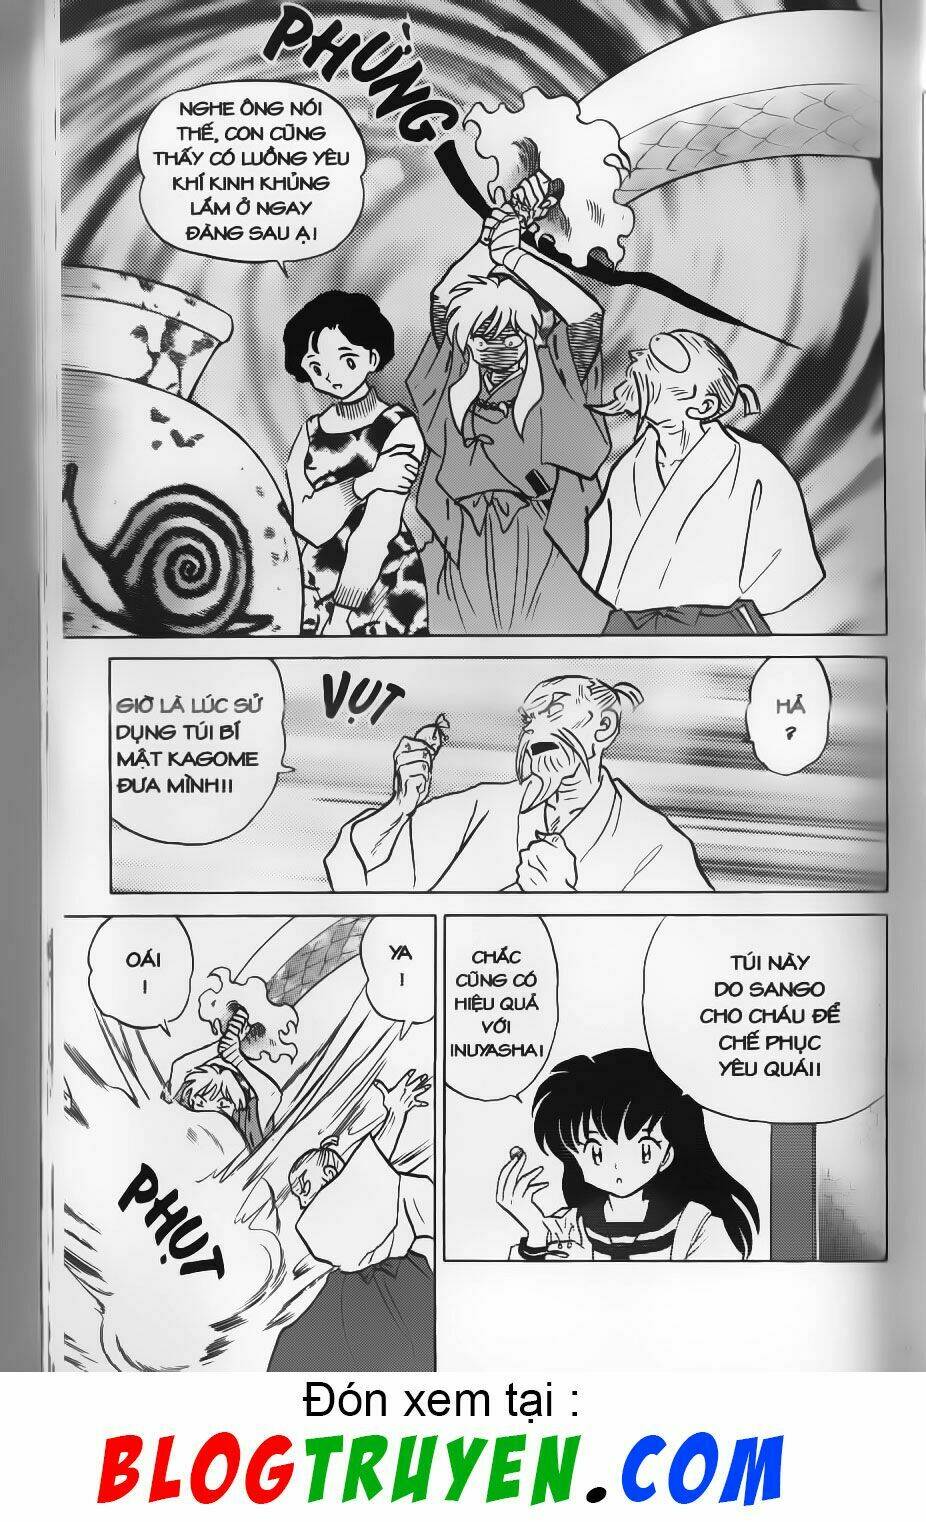 PHỪNG
NGHE ÔNG NÓI
THẾ, CON CŨNG
THẤY CÓ LUỒNG YÊU
KHÍ KINH KHỦNG
LẮM Ở NGAY
ĐẰNG SAU Ạ!
GIỜ LÀ LÚC SỬ
DỤNG TÚI BÍ
MẬT KAGOME
ĐƯA MÌNH!!
VỤT
HẢ
?
OÁI
!
YA
!
PHỤT
CHẮC
CŨNG CÓ
HIỆU QUẢ
VỚI
INUYASHA!
TÚI NÀY
DO SANGO
CHO CHÁU ĐỂ
CHẾ PHỤC
YÊU QUÁI!
Đón xem tại :
BLOGTRUYEN.COM